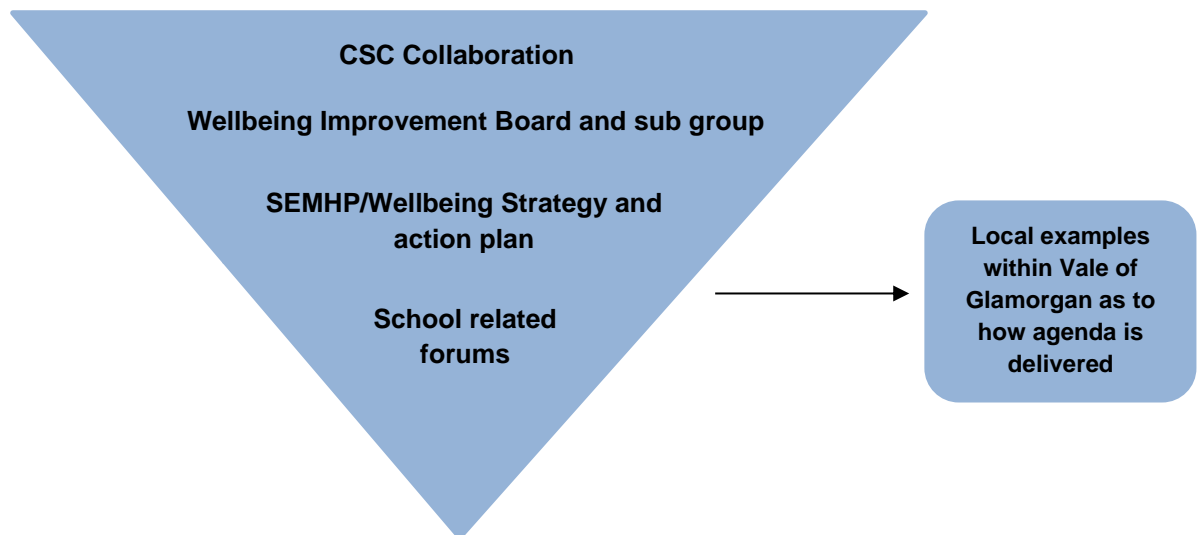 CSC Collaboration
Wellbeing Improvement Board and sub group
SEMHP/Wellbeing Strategy and
action plan
School related
forums
Local examples
within Vale of
Glamorgan as to
how agenda is
delivered